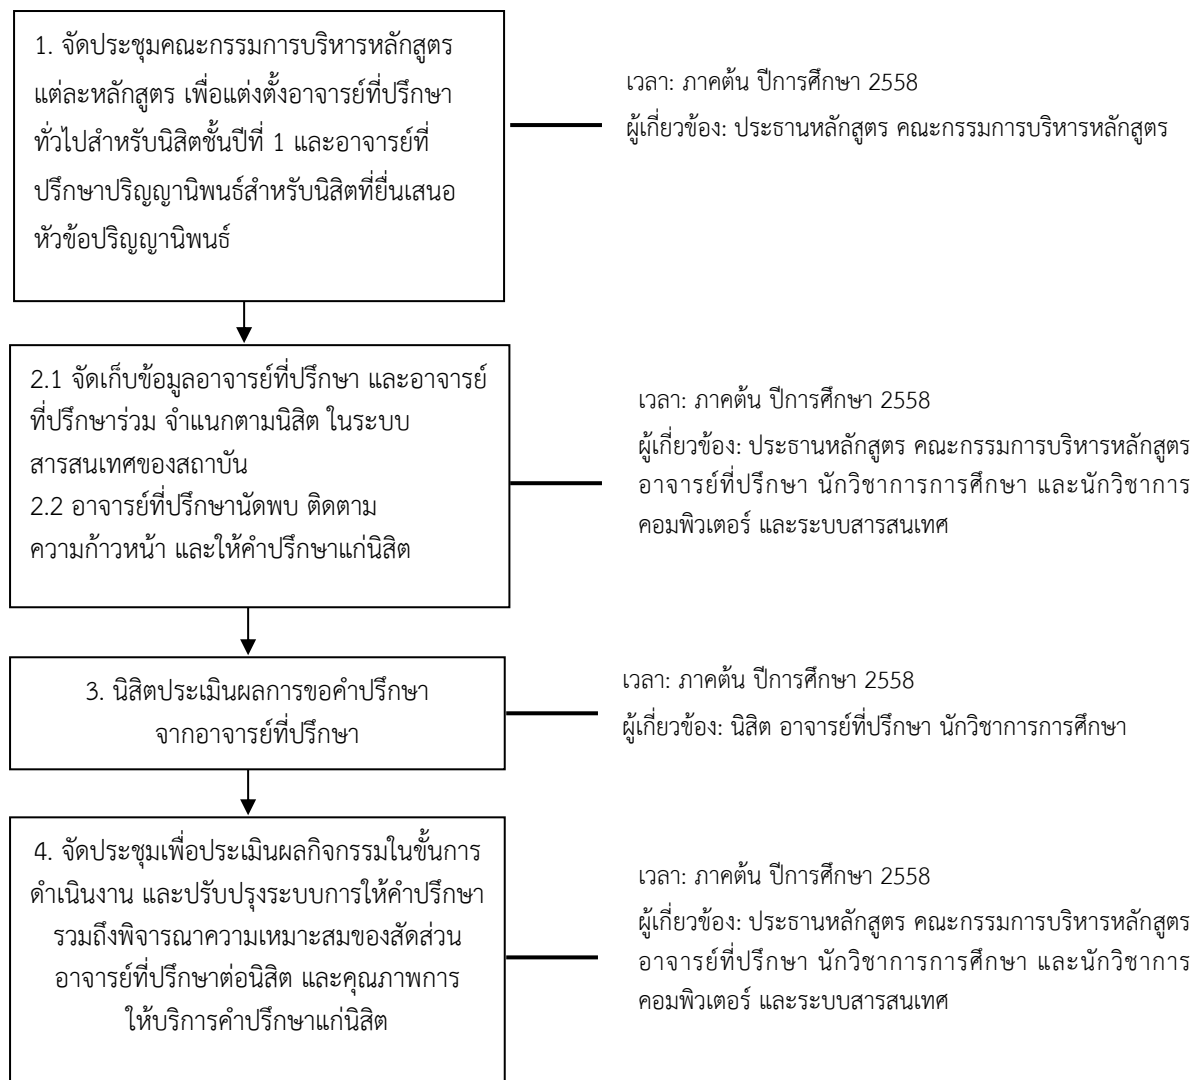 1. จัดประชุมคณะกรรมการบริหารหลักสูตร
แต่ละหลักสูตร เพื่อแต่งตั้งอาจารย์ที่ปรึกษา
ทั่วไปสำหรับนิสิตชั้นปีที่ 1 และอาจารย์ที่
ปรึกษาปริญญานิพนธ์สำหรับนิสิตที่ยื่นเสนอ
หัวข้อปริญญานิพนธ์
เวลา: ภาคต้น ปีการศึกษา 2558
ผู้เกี่ยวข้อง: ประธานหลักสูตร คณะกรรมการบริหารหลักสูตร
2.1 จัดเก็บข้อมูลอาจารย์ที่ปรึกษา และอาจารย์
ที่ปรึกษาร่วม จำแนกตามนิสิต ในระบบ
สารสนเทศของสถาบัน
2.2 อาจารย์ที่ปรึกษานัดพบ ติดตาม
ความก้าวหน้า และให้คำปรึกษาแก่นิสิต
เวลา: ภาคต้น ปีการศึกษา 2558
ผู้เกี่ยวข้อง: ประธานหลักสูตร คณะกรรมการบริหารหลักสูตร
อาจารย์ที่ปรึกษา นักวิชาการการศึกษา และนักวิชาการ
คอมพิวเตอร์ และระบบสารสนเทศ
3. นิสิตประเมินผลการขอคำปรึกษา
จากอาจารย์ที่ปรึกษา
เวลา: ภาคต้น ปีการศึกษา 2558
ผู้เกี่ยวข้อง: นิสิต อาจารย์ที่ปรึกษา นักวิชาการการศึกษา
4. จัดประชุมเพื่อประเมินผลกิจกรรมในขั้นการ
ดำเนินงาน และปรับปรุงระบบการให้คำปรึกษา
รวมถึงพิจารณาความเหมาะสมของสัดส่วน
อาจารย์ที่ปรึกษาต่อนิสิต และคุณภาพการ
ให้บริการคำปรึกษาแก่นิสิต
เวลา: ภาคต้น ปีการศึกษา 2558
ผู้เกี่ยวข้อง: ประธานหลักสูตร คณะกรรมการบริหารหลักสูตร
อาจารย์ที่ปรึกษา นักวิชาการการศึกษา และนักวิชาการ
คอมพิวเตอร์ และระบบสารสนเทศ